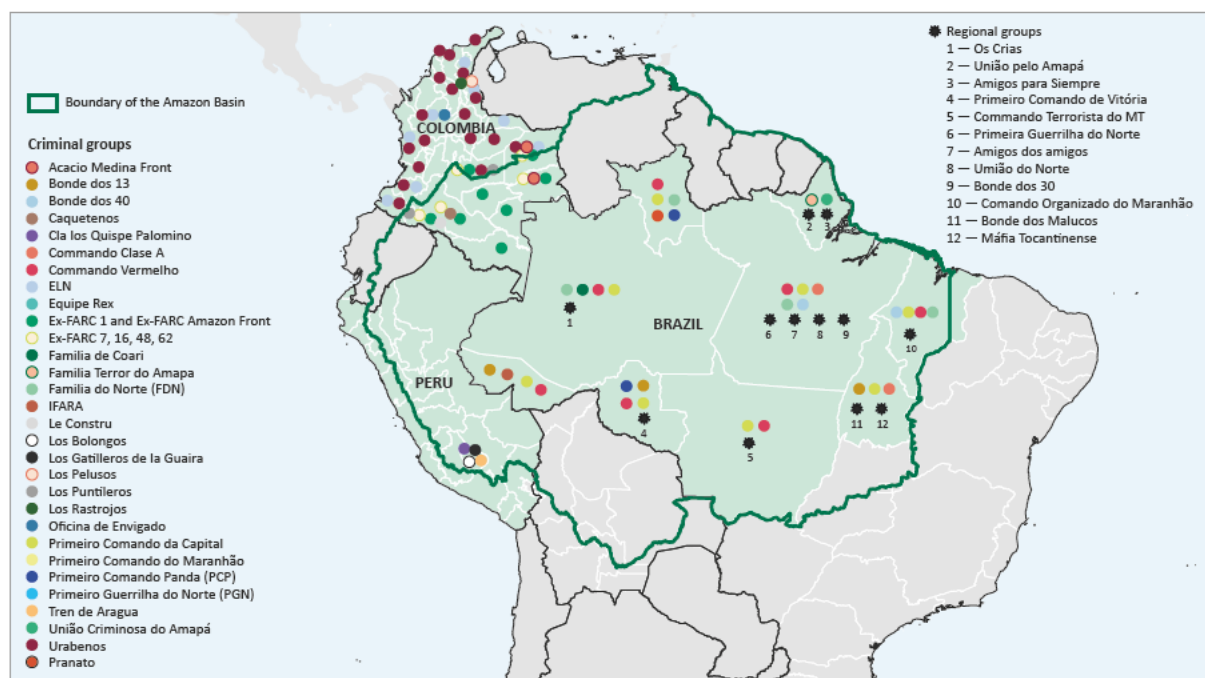 Boundary of the Amazon Basin
Criminal groups
Acacio Medina Front
Bonde dos 13
Bonde dos 40
Caquetenos
Cla los Quispe Palomino
Commando Clase A
Commando Vermelho
ELN
Equipe Rex
Ex-FARC 1 and Ex-FARC Amazon Front
Ex-FARC 7, 16, 48, 62
Familia de Coari
Familia Terror do Amapa
Familia do Norte (FDN)
IFARA
Le Constru
Los Bolongos
Los Gatilleros de la Guaira
Los Pelusos
Los Puntileros
Los Rastrojos
Oficina de Envigado
Primeiro Comando da Capital
Primeiro Comando do Maranhão
Primeiro Comando Panda (PCP)
Primeiro Guerrilha do Norte (PGN)
Tren de Aragua
União Criminosa do Amapá
Urabenos
Pranato
Regional groups
1 — Os Crias
2 — União pelo Amapá
3 — Amigos para Siempre
4 — Primeiro Comando de Vitória
5 — Commando Terrorista do MT
6 — Primeira Guerrilha do Norte
7 — Amigos dos amigos
8 — Umião do Norte
9 — Bonde dos 30
10 — Comando Organizado do Maranhão
11 — Bonde dos Malucos
12 — Máfia Tocantinense
COLOMBIA
2 3
1
BRAZIL
6 7 8 9
10
PERU
4
11 12
5